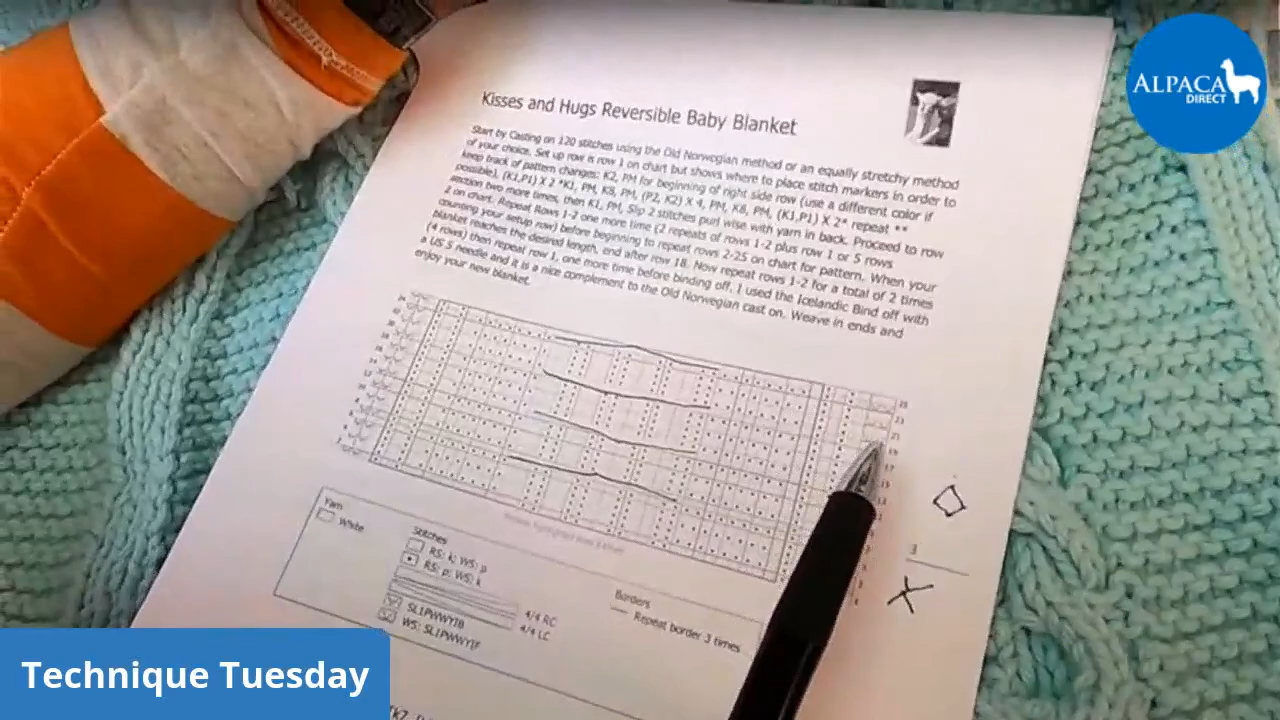 ALPACA
DIRECT
Kisses and Hugs Reversible Baby Blanket
Start by Casting on 120 stitches using the Old Norwegian method or an equally stretchy method
of your choice. Set up row is row 1 on chart but shows where to place stitch markers in order to
keep track of pattern changes: K2, PM for beginning of right side row (use a different color if
possible), (K1,P1) X 2 *K1, PM, K8, PM, (P2, K2) X 4, PM, K8, PM, (K1,P1) X 2* repeat **
section two more times, then K1, PM, Slip 2 stitches purl wise with yarn in back. Proceed to row
2 on chart. Repeat Rows 1-2 one more time (2 repeats of rows 1-2 plus row 1 or 5 rows
counting your setup row) before beginning to repeat rows 2-25 on chart for pattern. When your
blanket reaches the desired length, end after row 18. Now repeat rows 1-2 for a total of 2 times
(4 rows) then repeat row 1, one more time before binding off. I used the Icelandic Bind off with
a US 5 needle and it is a nice complement to the Old Norwegian cast on. Weave in ends and
enjoy your new blanket.
3
X
Yarn
White
Stitches
RS: k; WS: p
RS: p; WS: k
4/4 RC
4/4 LC
SL1PWWYIB
WS: SL1PWWYIF
Borders
Repeat border 3 times
Technique Tuesday